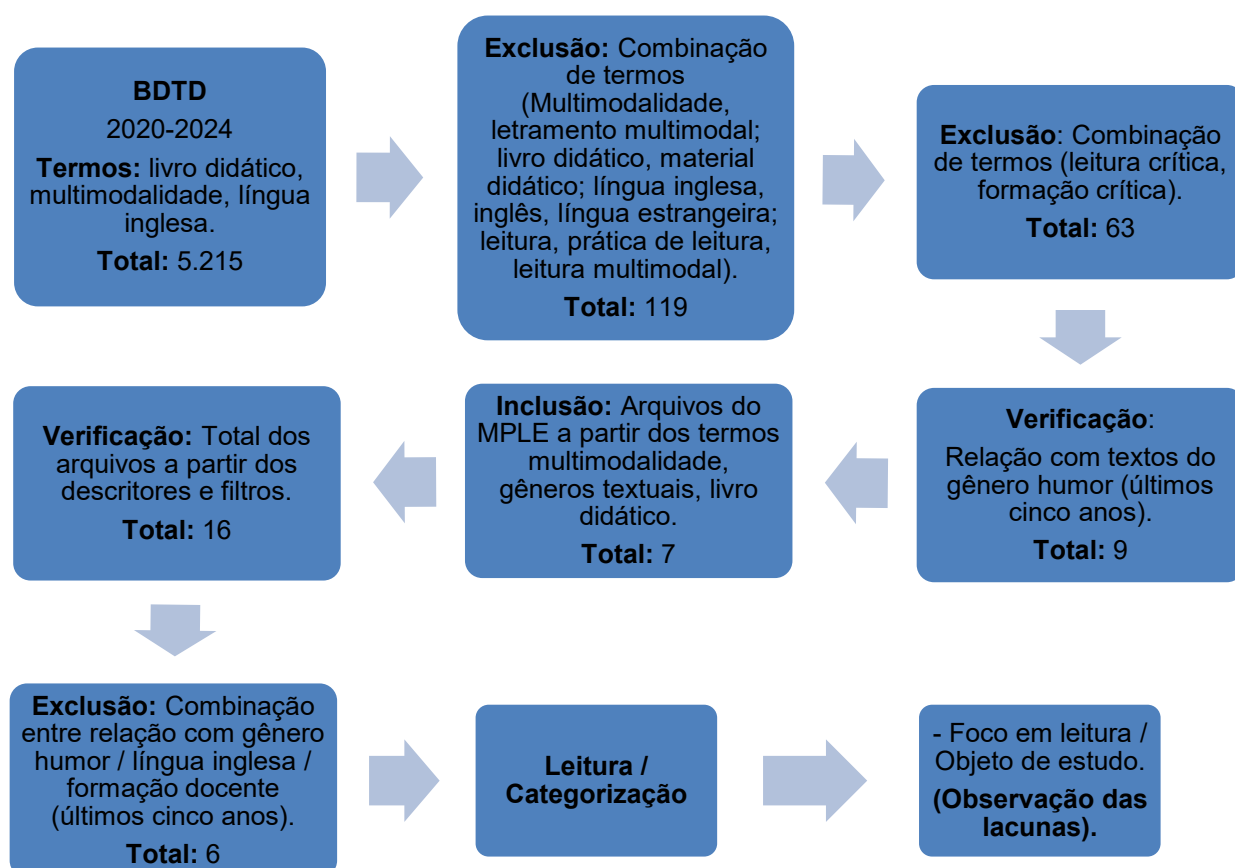 BDTD
2020-2024
Termos: livro didático,
multimodalidade, língua
inglesa.
Total: 5.215
Exclusão: Combinação
de termos
(Multimodalidade,
letramento multimodal;
livro didático, material
didático; língua inglesa,
inglês, língua estrangeira;
leitura, prática de leitura,
leitura multimodal).
Total: 119
Exclusão: Combinação
de termos (leitura crítica,
formação crítica).
Total: 63
Verificação:
Relação com textos do
gênero humor (últimos
cinco anos).
Total: 9
Inclusão: Arquivos do
MPLE a partir dos termos
multimodalidade,
gêneros textuais, livro
didático.
Total: 7
Verificação: Total dos
arquivos a partir dos
descritores e filtros.
Total: 16
Exclusão: Combinação
entre relação com gênero
humor / língua inglesa /
formação docente
(últimos cinco anos).
Total: 6
Leitura /
Categorização
- Foco em leitura /
Objeto de estudo.
(Observação das
lacunas).